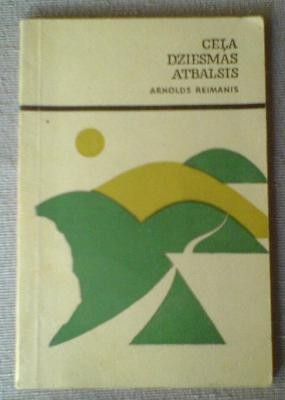 CEĻA
DZIESMAS
ATBALSIS
ARNOLDS REIMANIS